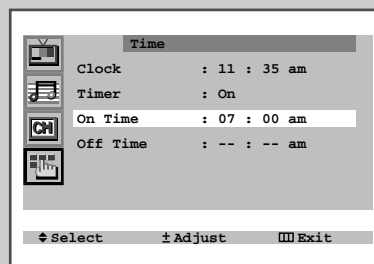 Time
Clock : 11 : 35 am
Timer : On
CH
On Time : 07 : 00 am
Off Time : -- : -- am
Select ± Adjust Exit